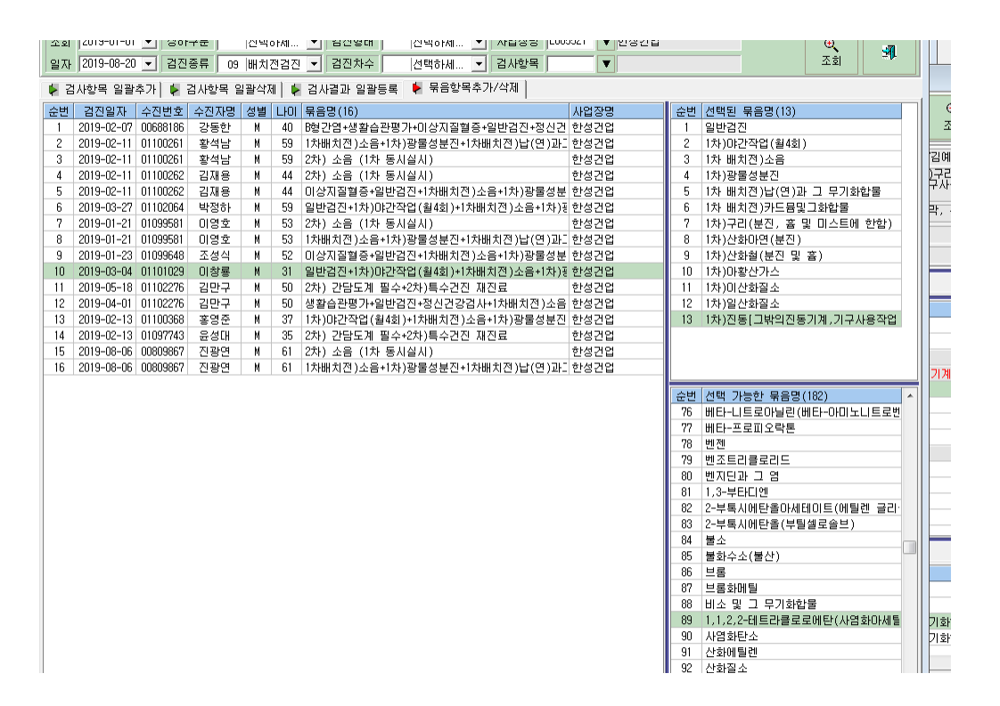 조회 2019-01-01 상하구분 |선택하세... 검진형태 |선택하세... 사업장명 E003521 ▼ 한성건업
일자 2019-08-20 검진종류 09 |배치전검진 검진차수 |선택하세... 검사항목 ▼ 조회
검사항목 일괄추가 검사항목 일괄삭제 검사결과 일괄등록 묶음항목추가/삭제
순번 검진일자 수진번호 수진자명 성별 나이 묶음명(16) 사업장명
1 2019-02-07 00688186 강동한 M 40 B형간염+생활습관평가+이상지질혈증+일반검진+정신건 한성건업
2 2019-02-11 01100261 황석남 M 59 1차배치전)소음+1차)광물성분진+1차배치전)납(연)과그 한성건업
3 2019-02-11 01100261 황석남 M 59 2차) 소음 (1차 동시실시) 한성건업
4 2019-02-11 01100262 김재용 M 44 2차) 소음 (1차 동시실시) 한성건업
5 2019-02-11 01100262 김재용 M 44 이상지질혈증+일반검진+1차배치전)소음+1차)광물성분 한성건업
6 2019-03-27 01102064 박정하 M 59 일반검진+1차)야간작업(월4회)+1차배치전)소음+1차) 한성건업
7 2019-01-21 01099581 이영호 M 53 2차) 소음 (1차 동시실시) 한성건업
8 2019-01-21 01099581 이영호 M 53 1차배치전)소음+1차)광물성분진+1차배치전)납(연)과그 한성건업
9 2019-01-23 01099648 조성식 M 52 이상지질혈증+일반검진+1차배치전)소음+1차)광물성분 한성건업
10 2019-03-04 01101029 이창룡 M 31 일반검진+1차)야간작업(월4회)+1차배치전)소음+1차) 한성건업
11 2019-05-18 01102276 김만구 M 50 2차) 간담도계 필수+2차)특수건진 재진료 한성건업
12 2019-04-01 01102276 김만구 M 50 생활습관평가+일반검진+정신건강검사+1차배치전)소음 한성건업
13 2019-02-13 01100368 홍영준 M 37 1차)야간작업(월4회)+1차배치전)소음+1차)광물성분진 한성건업
14 2019-02-13 01097743 윤성대 M 35 2차) 간담도계 필수+2차)특수건진 재진료 한성건업
15 2019-08-06 00809867 진광연 M 61 2차) 소음 (1차 동시실시) 한성건업
16 2019-08-06 00809867 진광연 M 61 1차배치전)소음+1차)광물성분진+1차배치전)납(연)과그 한성건업
순번 선택된 묶음명(13)
1 일반검진
2 1차)야간작업(월4회)
3 1차 배치전)소음
4 1차)광물성분진
5 1차 배치전)납(연)과 그 무기화합물
6 1차 배치전)카드뮴및그화합물
7 1차)구리(분진, 흄 및 미스트에 한함)
8 1차)산화아연(분진)
9 1차)산화철(분진 및 흄)
10 1차)아황산가스
11 1차)이산화질소
12 1차)일산화질소
13 1차)진동[그밖의진동기계,기구사용작업
순번 선택 가능한 묶음명(182)
76 베타-니트로아닐린(베타-아미노니트로벤
77 베타-프로피오락톤
78 벤젠
79 벤조트리클로리드
80 벤지딘과 그 염
81 1,3-부타디엔
82 2-부톡시에탄올아세테이트(에틸렌 글리
83 2-부톡시에탄올(부틸셀로솔브)
84 불소
85 불화수소(불산)
86 브롬
87 브롬화메틸
88 비소 및 그 무기화합물
89 1,1,2,2-테트라클로로에탄(사염화아세틸
90 사염화탄소
91 산화에틸렌
92 산화질소
김예
)구리
구사
막,
기계
기화
기화